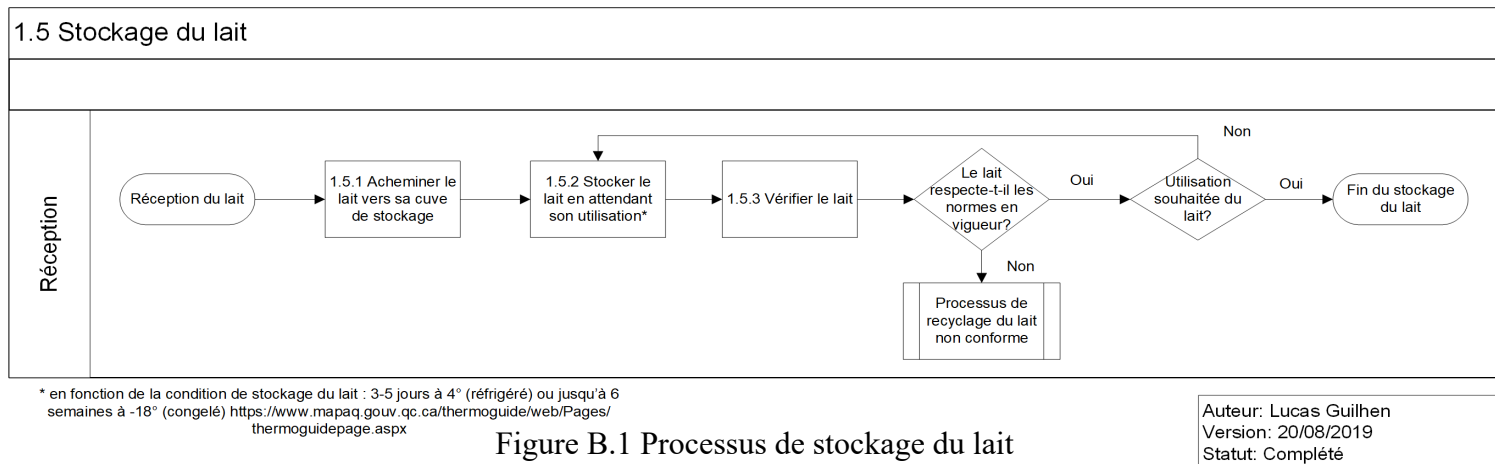 1.5 Stockage du lait
Réception
Réception du lait
1.5.1 Acheminer le
lait vers sa cuve
de stockage
1.5.2 Stocker le
lait en attendant
son utilisation*
1.5.3 Vérifier le lait
Le lait
respecte-t-il les
normes en
vigueur?
Oui
Non
Processus de
recyclage du lait
non conforme
Utilisation
souhaitée du
lait?
Non
Oui
Fin du stockage
du lait
* en fonction de la condition de stockage du lait : 3-5 jours à 4° (réfrigéré) ou jusqu'à 6
semaines à -18° (congelé) https://www.mapaq.gouv.qc.ca/thermoguide/web/Pages/
thermoguidepage.aspx
Figure B.1 Processus de stockage du lait
Auteur: Lucas Guilhen
Version: 20/08/2019
Statut: Complété